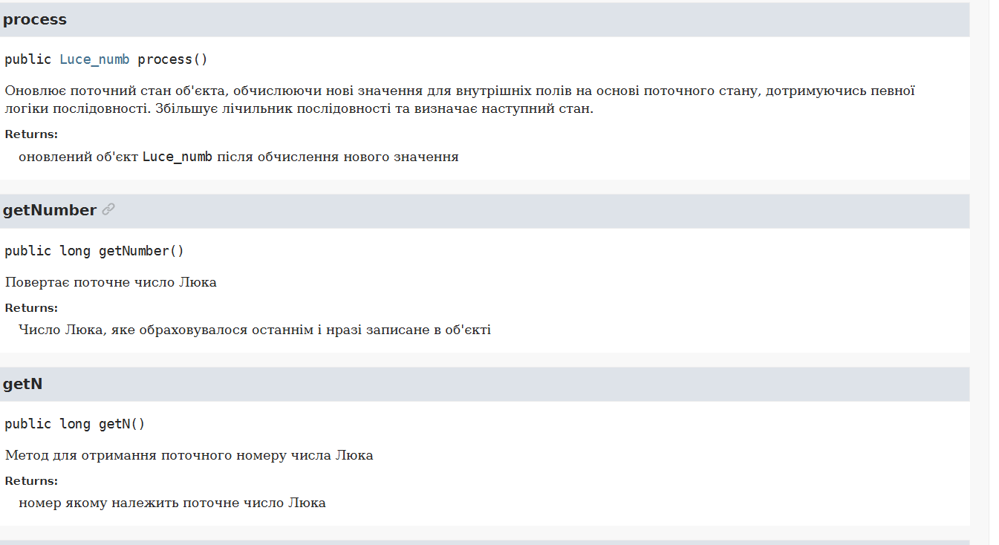 process
public Luce_numb process()
Оновлює поточний стан об'єкта, обчислюючи нові значення для внутрішніх полів на основі поточного стану, дотримуючись певної
логіки послідовності. Збільшує лічильник послідовності та визначає наступний стан.
Returns:
оновлений об'єкт Luce_numb після обчислення нового значення
getNumber
public long getNumber()
Повертає поточне число Люка
Returns:
Число Люка, яке обраховувалося останнім і нразі записане в об'єкті
getN
public long getN()
Метод для отримання поточного номеру числа Люка
Returns:
номер якому належить поточне число Люка